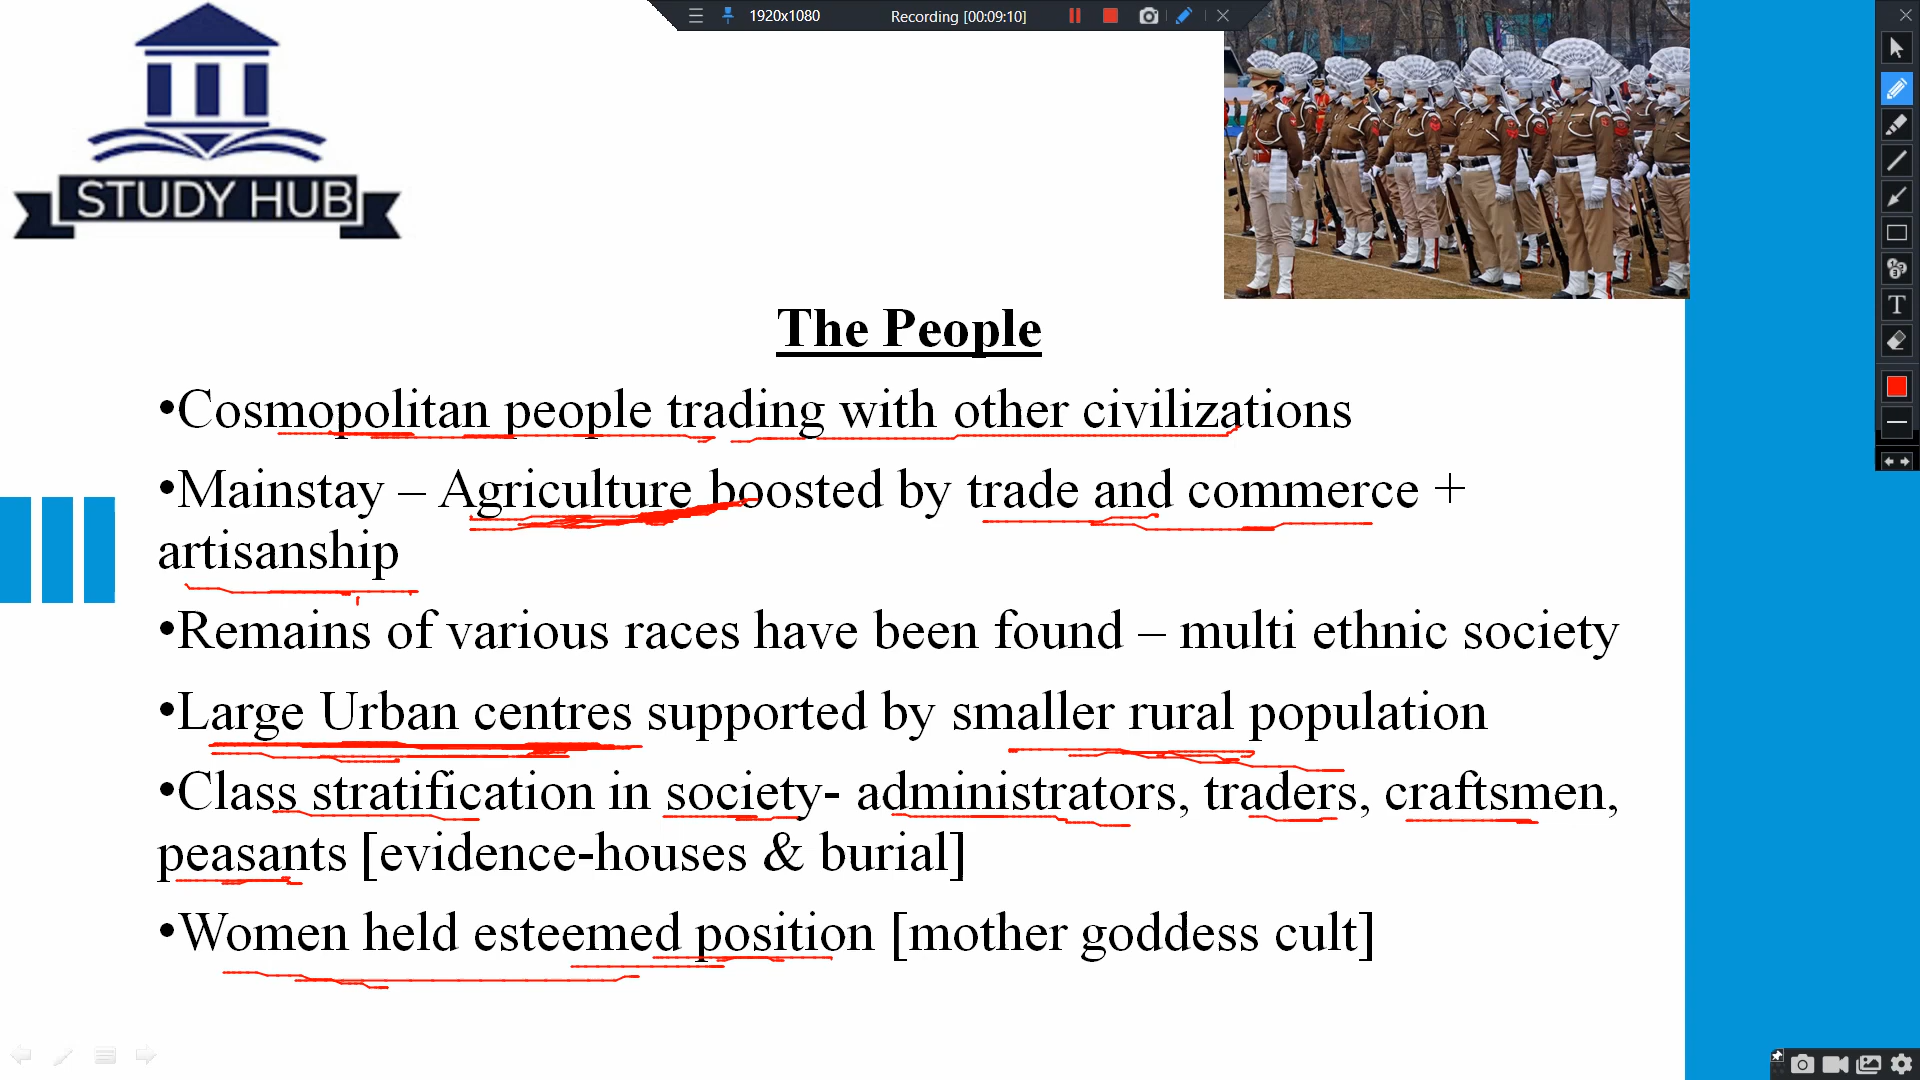 1920x1080
Recording [00:09:10]
STUDY HUB
The People
•Cosmopolitan people trading with other civilizations
•Mainstay – Agriculture boosted by trade and commerce +
artisanship
•Remains of various races have been found – multi ethnic society
•Large Urban centres supported by smaller rural population
•Class stratification in society- administrators, traders, craftsmen,
peasants [evidence-houses & burial]
•Women held esteemed position [mother goddess cult]